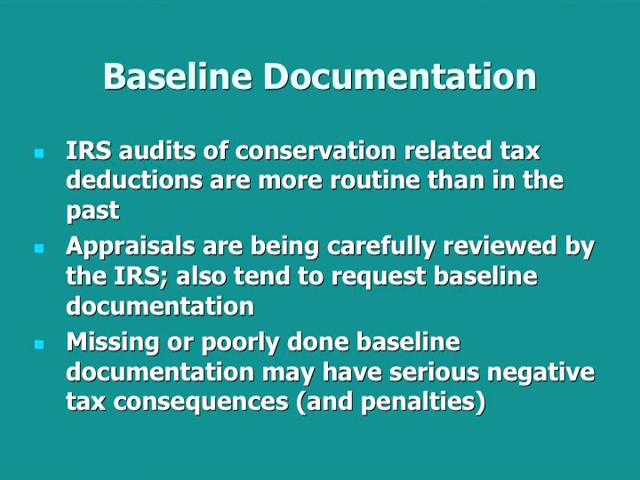 Baseline Documentation
IRS audits of conservation related tax
deductions are more routine than in the
past
Appraisals are being carefully reviewed by
the IRS; also tend to request baseline
documentation
Missing or poorly done baseline
documentation may have serious negative
tax consequences (and penalties)